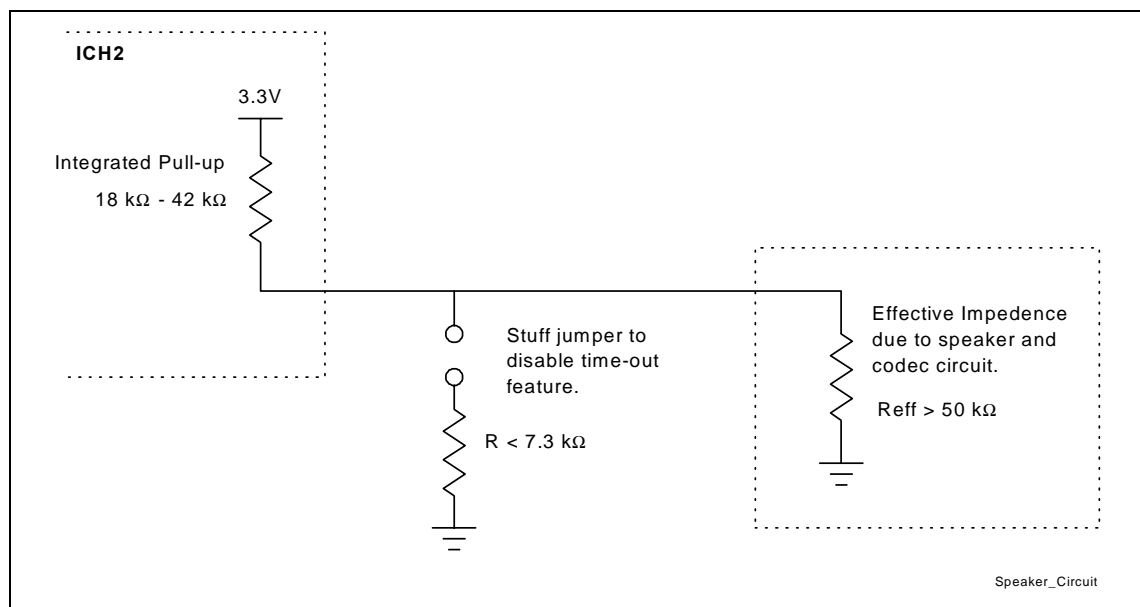 ICH2
3.3V
Integrated Pull-up
18 kΩ - 42 kΩ
Stuff jumper to
disable time-out
feature.
R < 7.3 kΩ
Effective Impedence
due to speaker and
codec circuit.
Reff > 50 kΩ
Speaker_Circuit